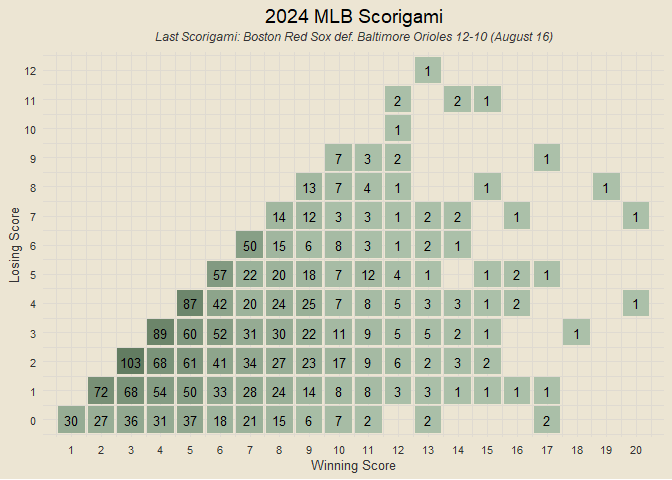 2024 MLB Scorigami
Last Scorigami: Boston Red Sox def. Baltimore Orioles 12-10 (August 16)
Losing Score
12 1
11 2 2 1
10 1
9 7 3 2 1
8 13 7 4 1 1 1
7 14 12 3 3 1 2 2 1 1
6 50 15 6 8 3 1 2 1
5 57 22 20 18 7 12 4 1 1 2 1
4 87 42 20 24 25 7 8 5 3 3 1 2 1
3 89 60 52 31 30 22 11 9 5 5 2 1 1
2 103 68 61 41 34 27 23 17 9 6 2 3 2
1 72 68 54 50 33 28 24 14 8 8 3 3 1 1 1 1
0 30 27 36 31 37 18 21 15 6 7 2 2 2
1 2 3 4 5 6 7 8 9 10 11 12 13 14 15 16 17 18 19 20
Winning Score